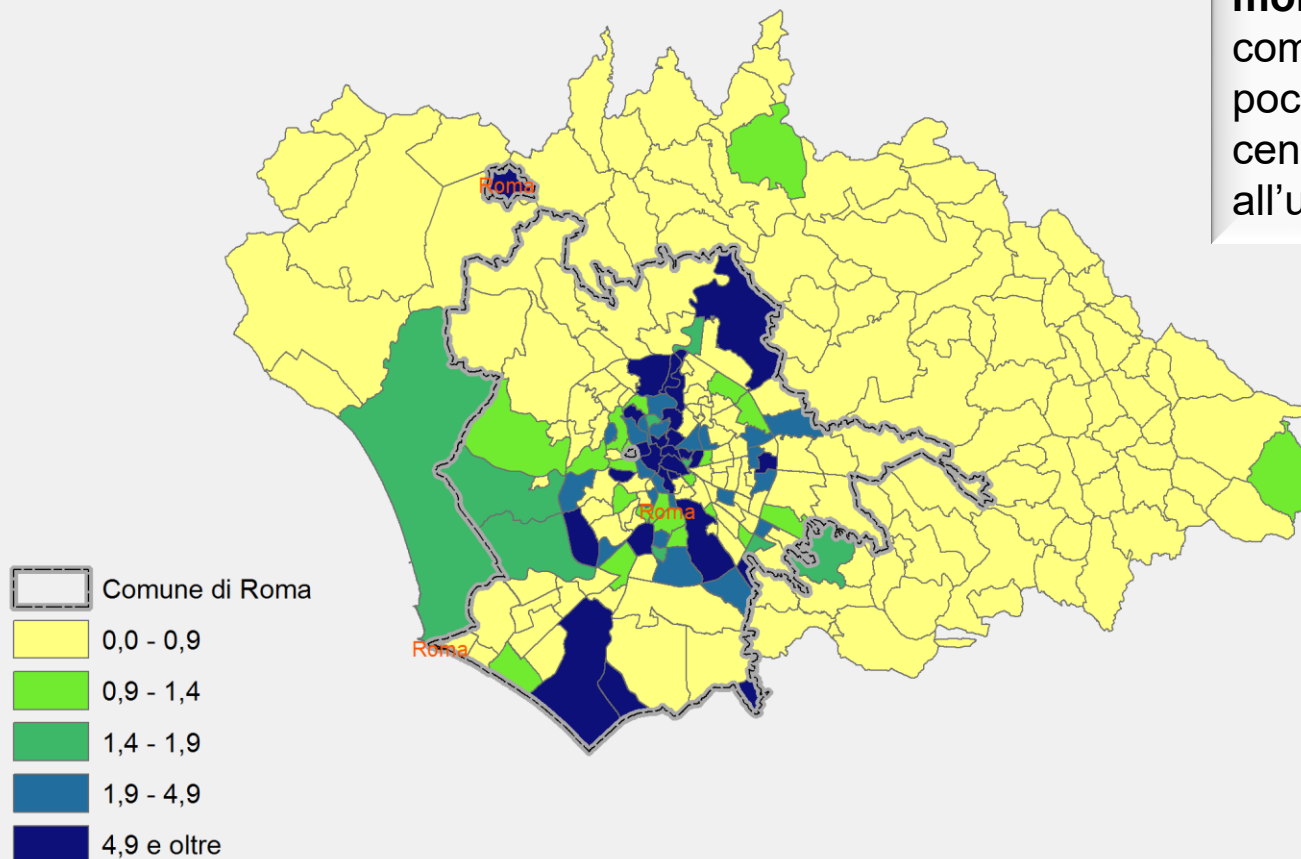 com
poc
cen
all'u
Roma
Roma
Roma
Comune di Roma
0,0 - 0,9
0,9 - 1,4
1,4 - 1,9
1,9 - 4,9
4,9 e oltre